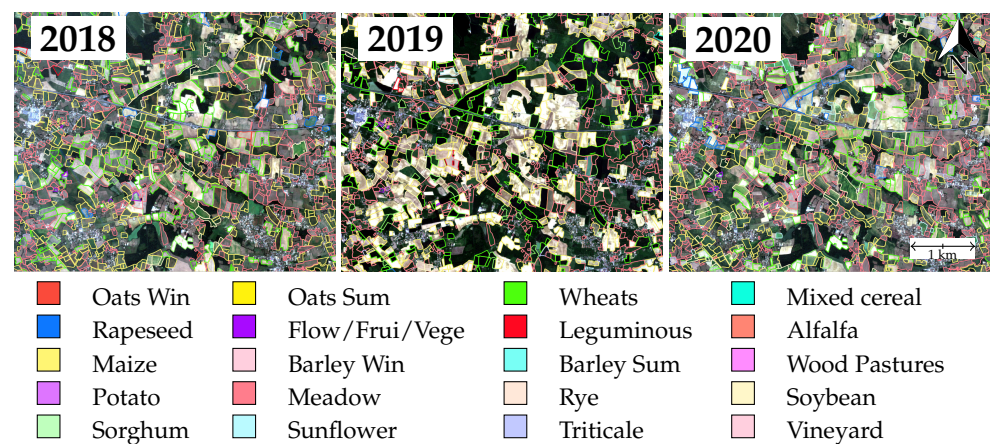 2018 2019 2020
N
1 km
Oats Win Oats Sum Wheats Mixed cereal
Rapeseed Flow/Frui/Vege Leguminous Alfalfa
Maize Barley Win Barley Sum Wood Pastures
Potato Meadow Rye Soybean
Sorghum Sunflower Triticale Vineyard